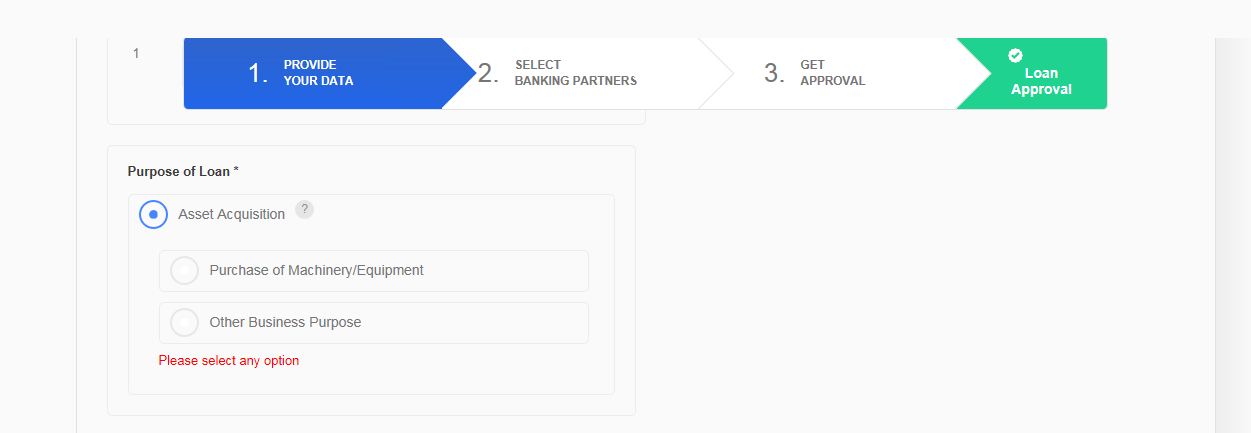 1
1. PROVIDE
YOUR DATA
2. SELECT
BANKING PARTNERS
3. GET
APPROVAL
Loan
Approval
Purpose of Loan *
Asset Acquisition ?
Purchase of Machinery/Equipment
Other Business Purpose
Please select any option